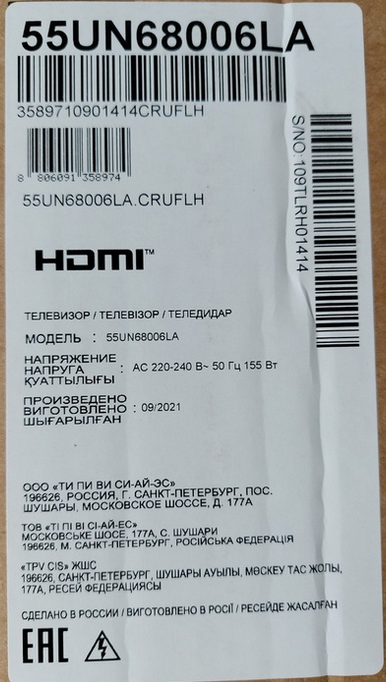 55UN68006LA
3589710901414CRUFLH
8 806091 358974
55UN68006LA.CRUFLH
S/NO:109TLRH01414
HDMI™
ТЕЛЕВИЗОР / ТЕЛЕВІЗОР / ТЕЛЕДИДАР
МОДЕЛЬ : 55UN68006LA
НАПРЯЖЕНИЕ
НАПРУГА : AC 220-240 В~ 50 Гц 155 Вт
ҚУАТТЫЛЫҒЫ
ПРОИЗВЕДЕНО
ВИГОТОВЛЕНО : 09/2021
ШЫҒАРЫЛҒАН
ООО «ТИ ПИ ВИ СИ-АЙ-ЭС»
196626, РОССИЯ, Г. САНКТ-ПЕТЕРБУРГ, ПОС.
ШУШАРЫ, МОСКОВСКОЕ ШОССЕ, Д. 177А
ТОВ «ТІ ПІ ВІ СІ-АЙ-ЕС»
МОСКОВСЬКЕ ШОСЕ, 177А, С. ШУШАРИ
196626, М. САНКТ-ПЕТЕРБУРГ, РОСІЙСЬКА ФЕДЕРАЦІЯ
«TPV CIS» ЖШС
196626, САНКТ-ПЕТЕРБУРГ, ШУШАРЫ АУЫЛЫ, МӘСКЕУ ТАС ЖОЛЫ,
177А, РЕСЕЙ ФЕДЕРАЦИЯСЫ
СДЕЛАНО В РОССИИ / ВИГОТОВЛЕНО В РОСІЇ / РЕСЕЙДЕ ЖАСАЛҒАН
EAC